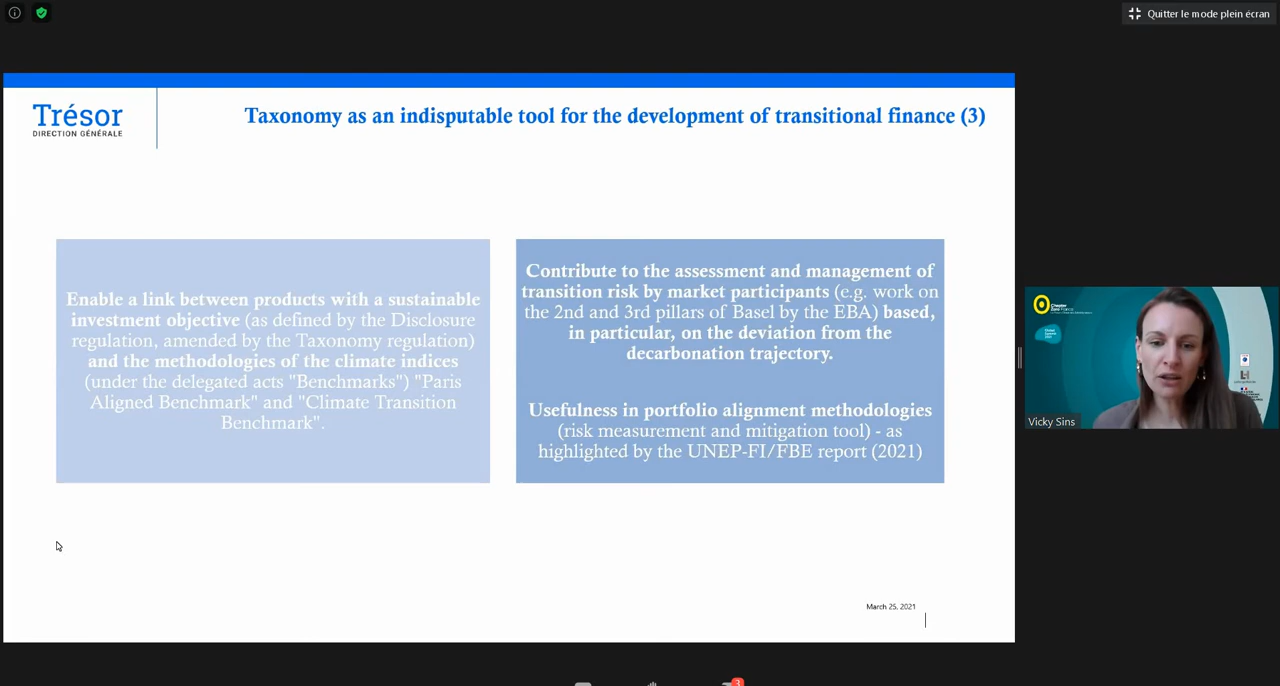 Quitter le mode plein écran
Trésor
DIRECTION GÉNÉRALE
Taxonomy as an indisputable tool for the development of transitional finance (3)
Enable a link between products with a sustainable
investment objective (as defined by the Disclosure
regulation, amended by the Taxonomy regulation)
and the methodologies of the climate indices
(under the delegated acts "Benchmarks") "Paris
Aligned Benchmark" and "Climate Transition
Benchmark".
Contribute to the assessment and management of
transition risk by market participants (e.g. work on
the 2nd and 3rd pillars of Basel by the EBA) based,
in particular, on the deviation from the
decarbonation trajectory.
Usefulness in portfolio alignment methodologies
(risk measurement and mitigation tool) - as
highlighted by the UNEP-FI/FBE report (2021)
March 25, 2021
Vicky Sins
3